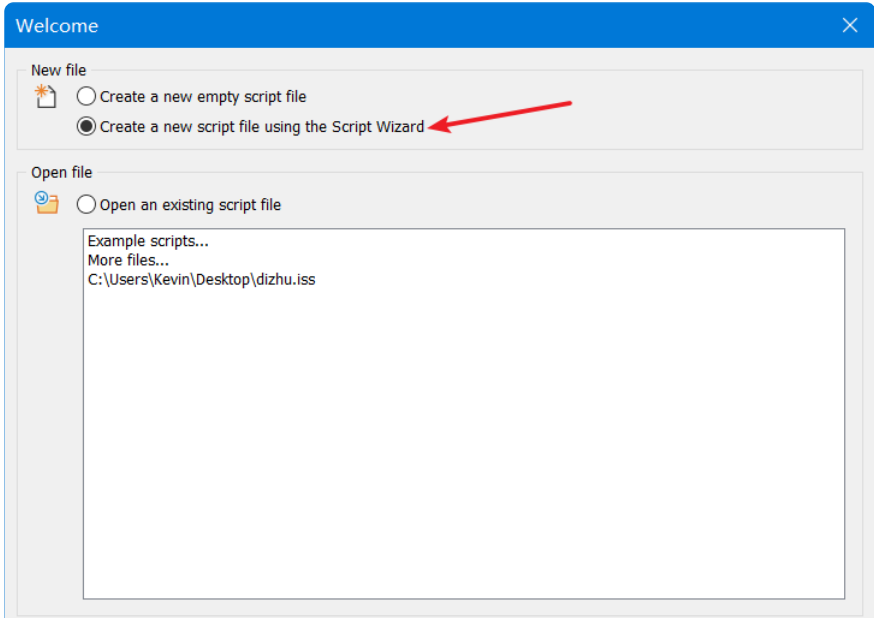 Welcome
New file
Create a new empty script file
Create a new script file using the Script Wizard
Open file
Open an existing script file
Example scripts...
More files...
C:\Users\Kevin\Desktop\dizhu.iss